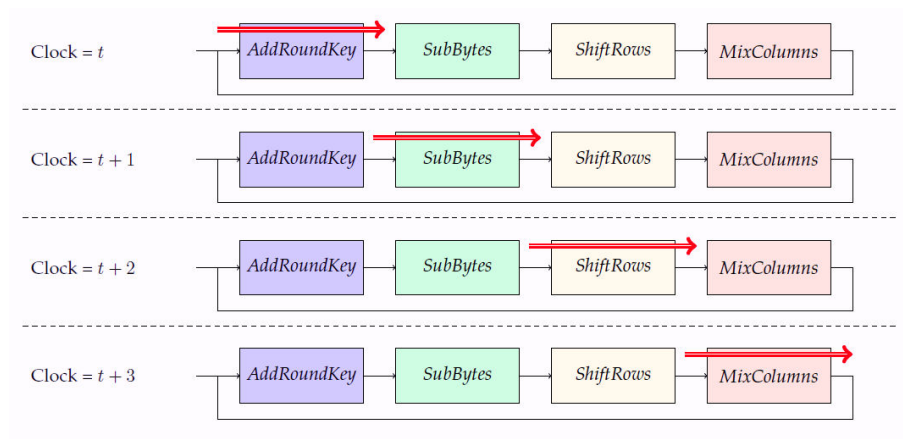 Clock = t AddRoundKey SubBytes ShiftRows MixColumns
Clock = t + 1 AddRoundKey SubBytes ShiftRows MixColumns
Clock = t + 2 AddRoundKey SubBytes ShiftRows MixColumns
Clock = t + 3 AddRoundKey SubBytes ShiftRows MixColumns